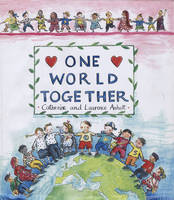 ONE
WORLD
TOGETHER
Catherine and Laurence Anholt